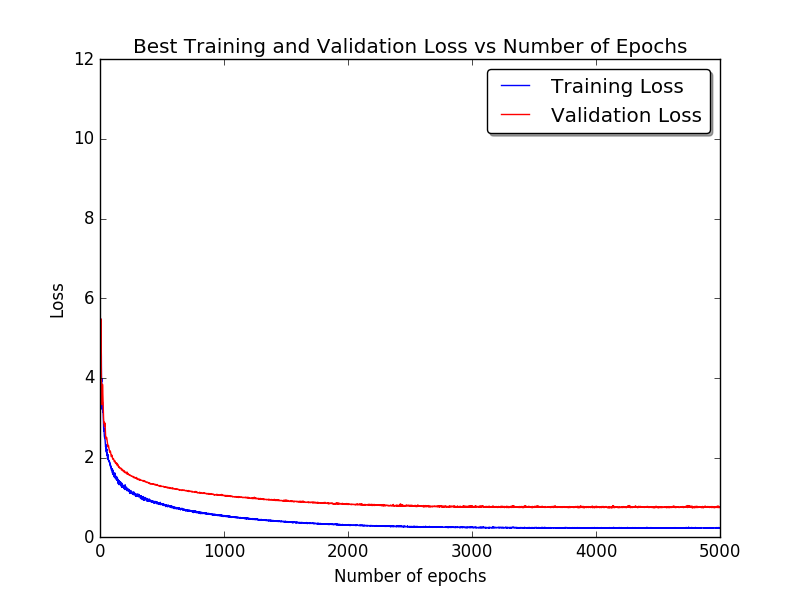 Best Training and Validation Loss vs Number of Epochs
Training Loss
Validation Loss
12
10
8
6
4
2
0
Loss
0 1000 2000 3000 4000 5000
Number of epochs